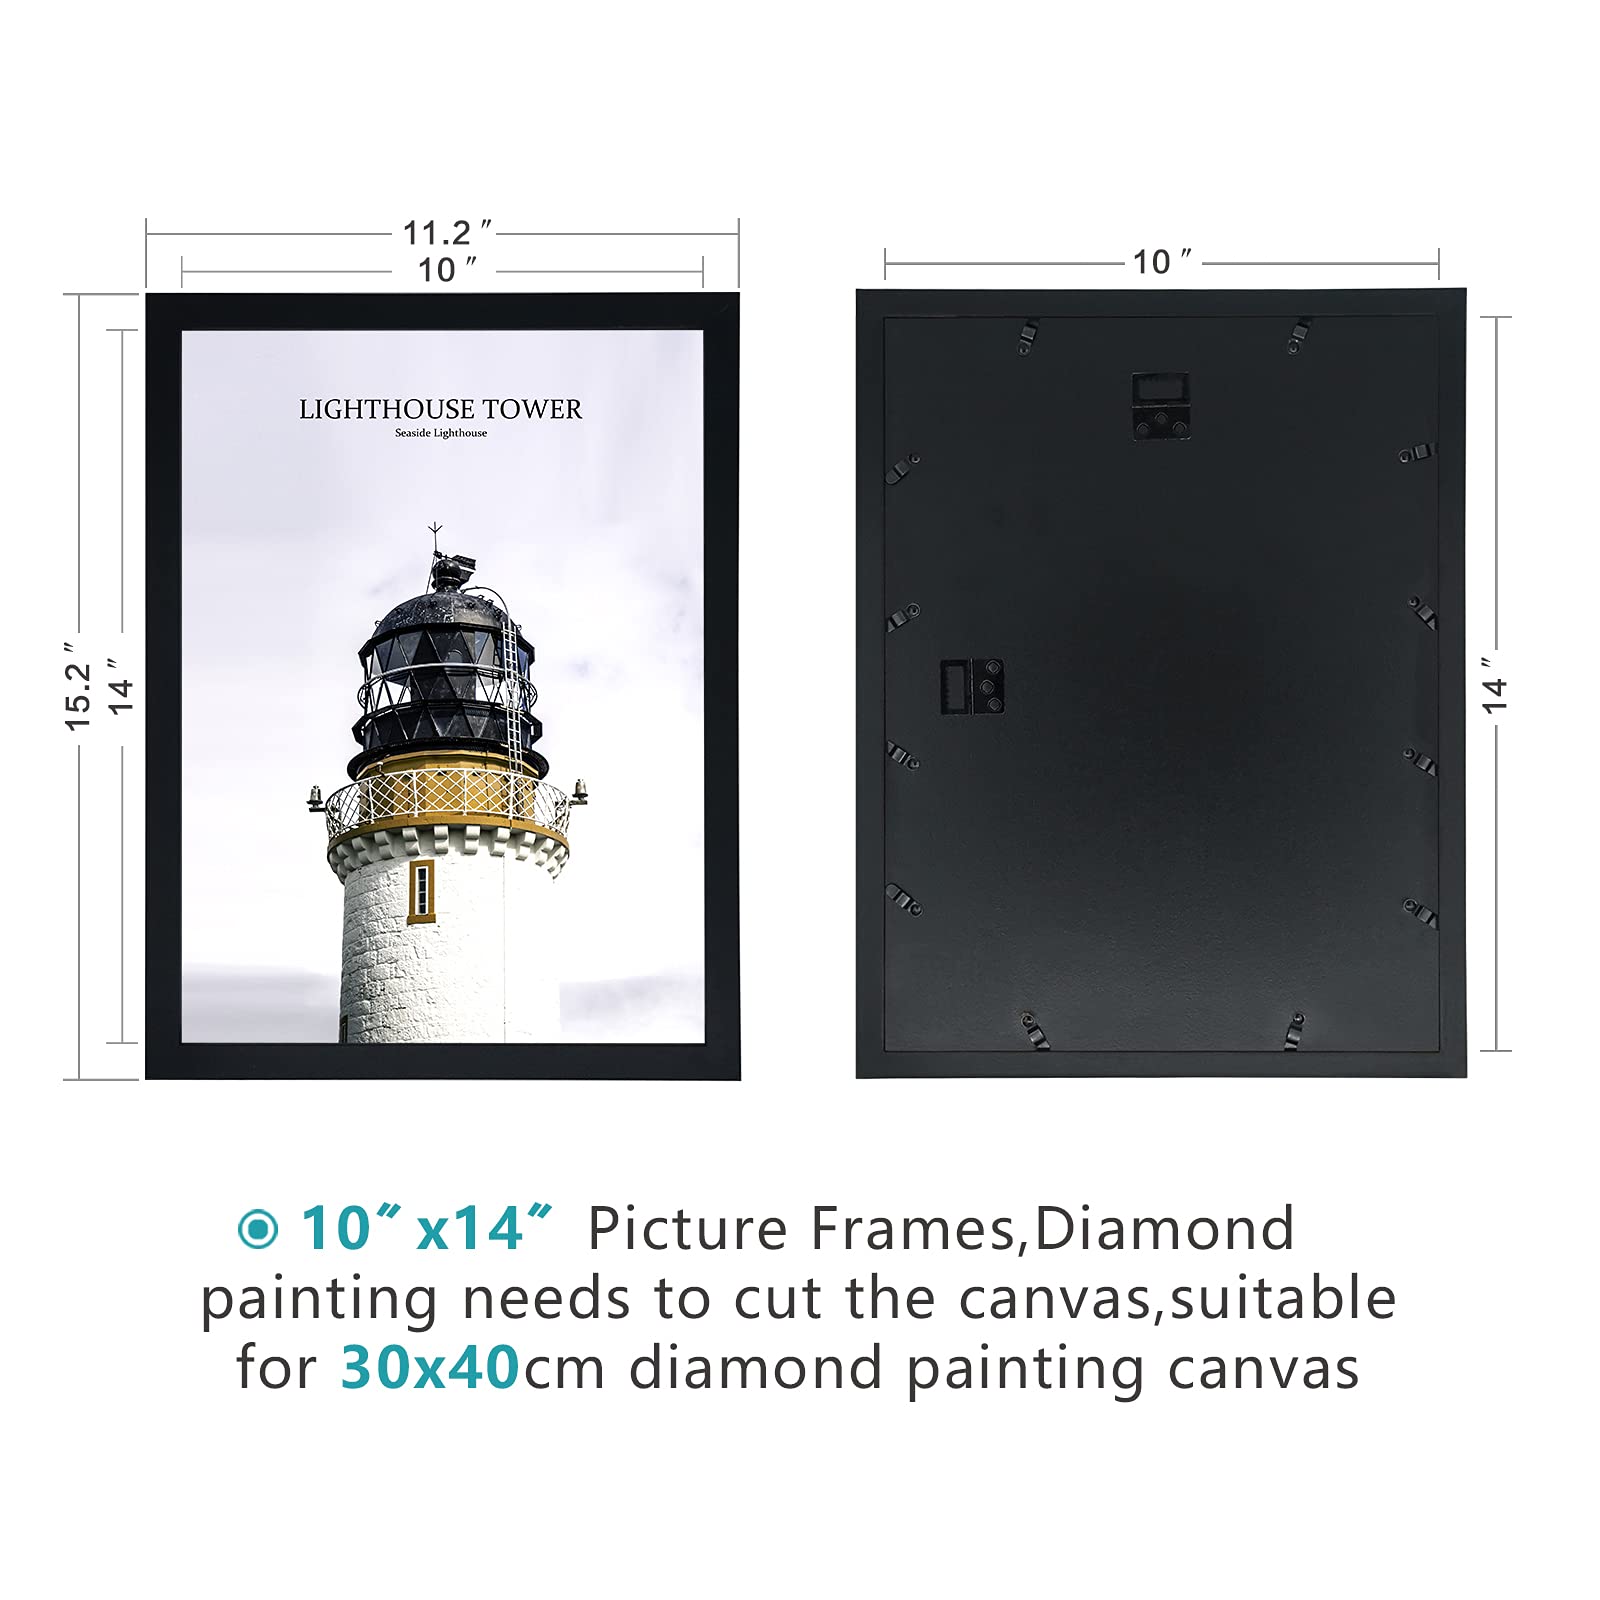 11.2″
10″
10″
15.2″
14″
14″
LIGHTHOUSE TOWER
Seaside Lighthouse
10″x14″ Picture Frames,Diamond
painting needs to cut the canvas,suitable
for 30x40cm diamond painting canvas